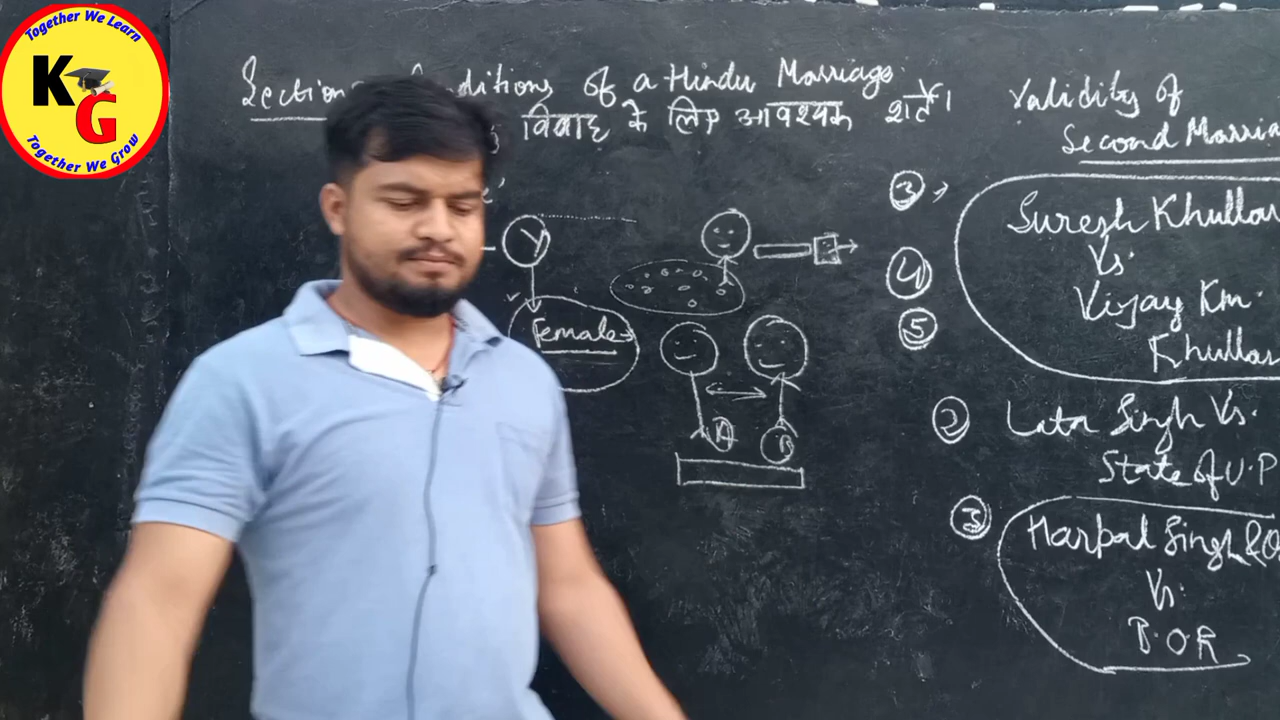 Together We Learn
KG
Together We Grow
Section Conditions of a Hindu Marriage
विवाह के लिए आवश्यक शर्तें।
Validity of
Second Marria
③,
Suresh Khullar
Vs.
④
Vijay Km.
⑤
Khullar
Female
② Lata Singh Vs.
State of U.P
A B
③ Harpal Singh & O
Vs.
B.O.R
Y